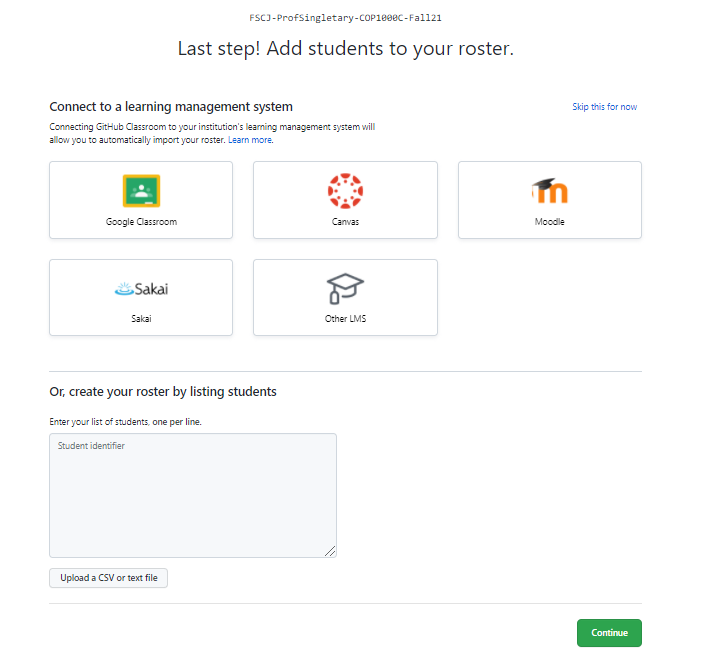 FSCJ-ProfSingletary-COP1000C-Fall21
Last step! Add students to your roster.
Connect to a learning management system
Skip this for now
Connecting GitHub Classroom to your institution's learning management system will
allow you to automatically import your roster. Learn more.
Google Classroom
Canvas
m
Moodle
Sakai
Sakai
Other LMS
Or, create your roster by listing students
Enter your list of students, one per line.
Student identifier
Upload a CSV or text file
Continue